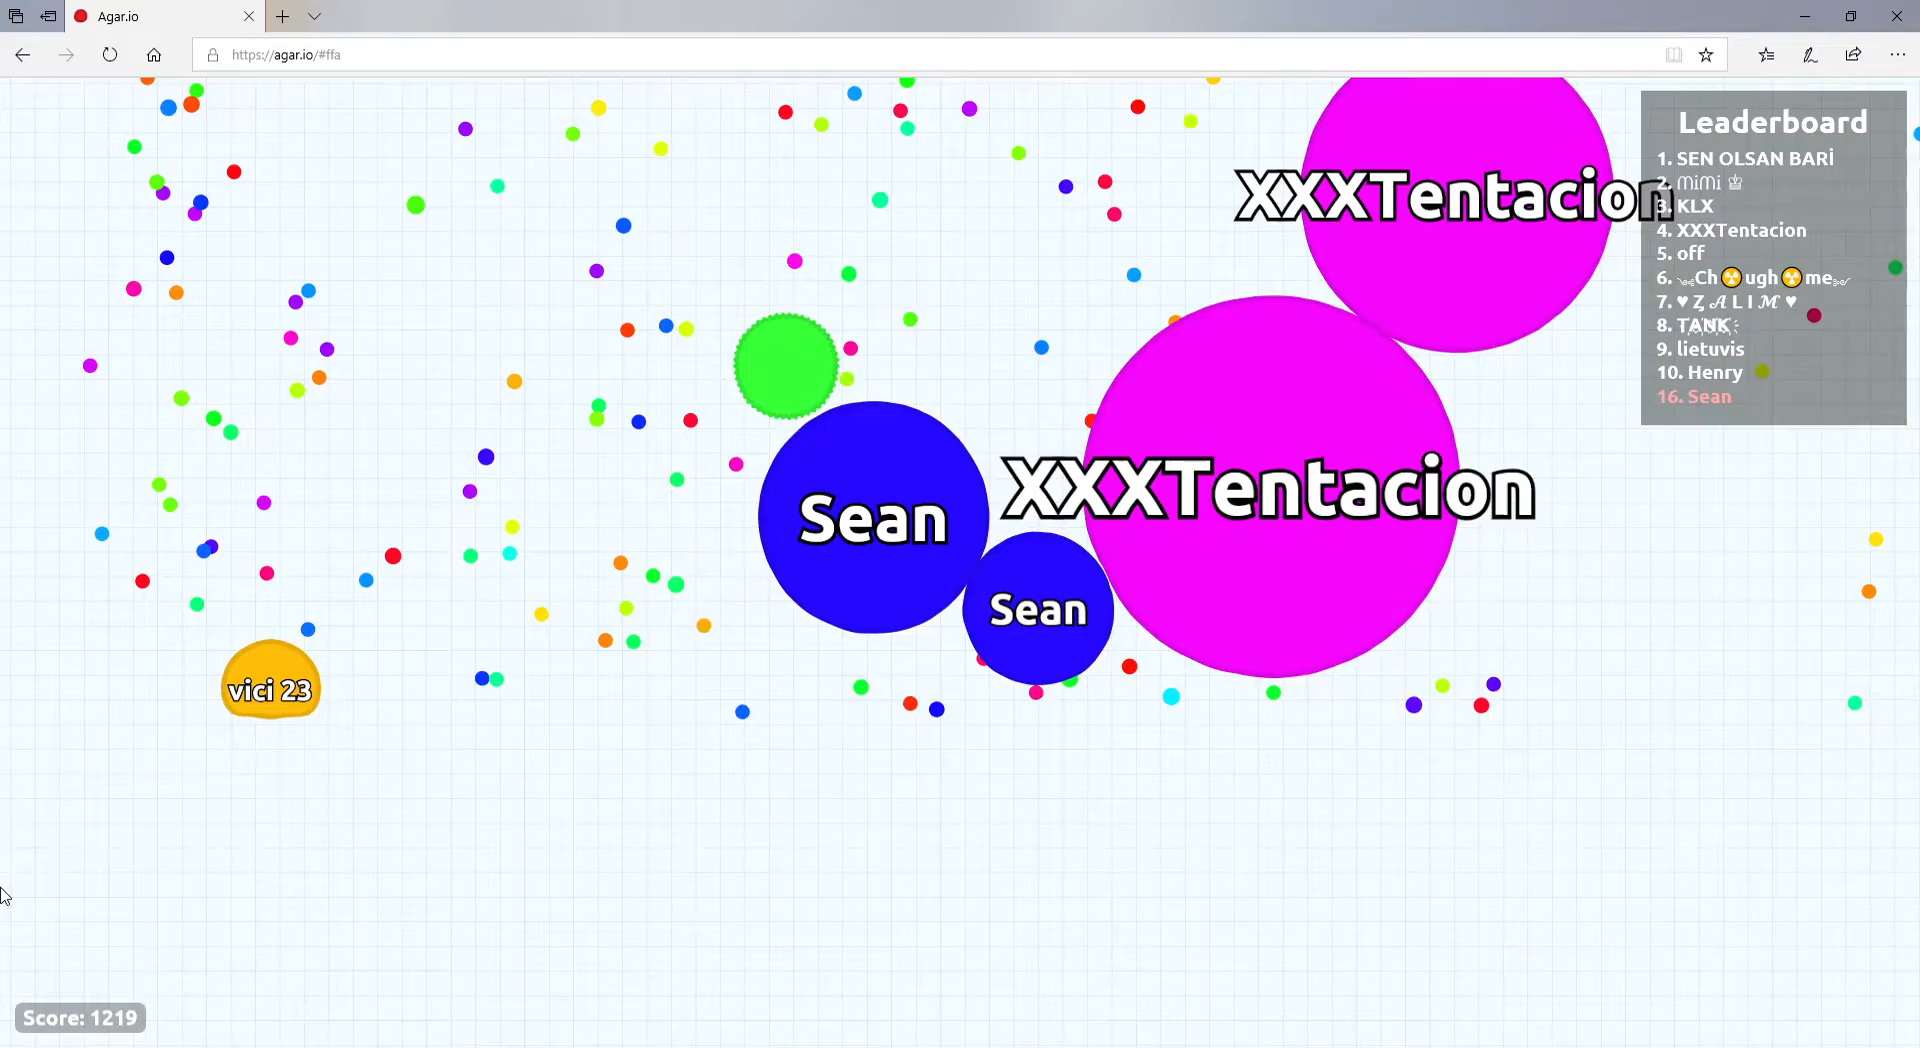 Agar.io
https://agar.io/#ffa
XXXTentacion
Leaderboard
1. SEN OLSAN BARİ
2. ᗰiᗰi ♔
3. KLX
4. XXXTentacion
5. off
6. Ch☢ugh☢me
7. ♥ Ȥ 𝓐 L I 𝓜 ♥
8. TANK
9. lietuvis
10. Henry
16. Sean
XXXTentacion
Sean
Sean
vici 23
Score: 1219